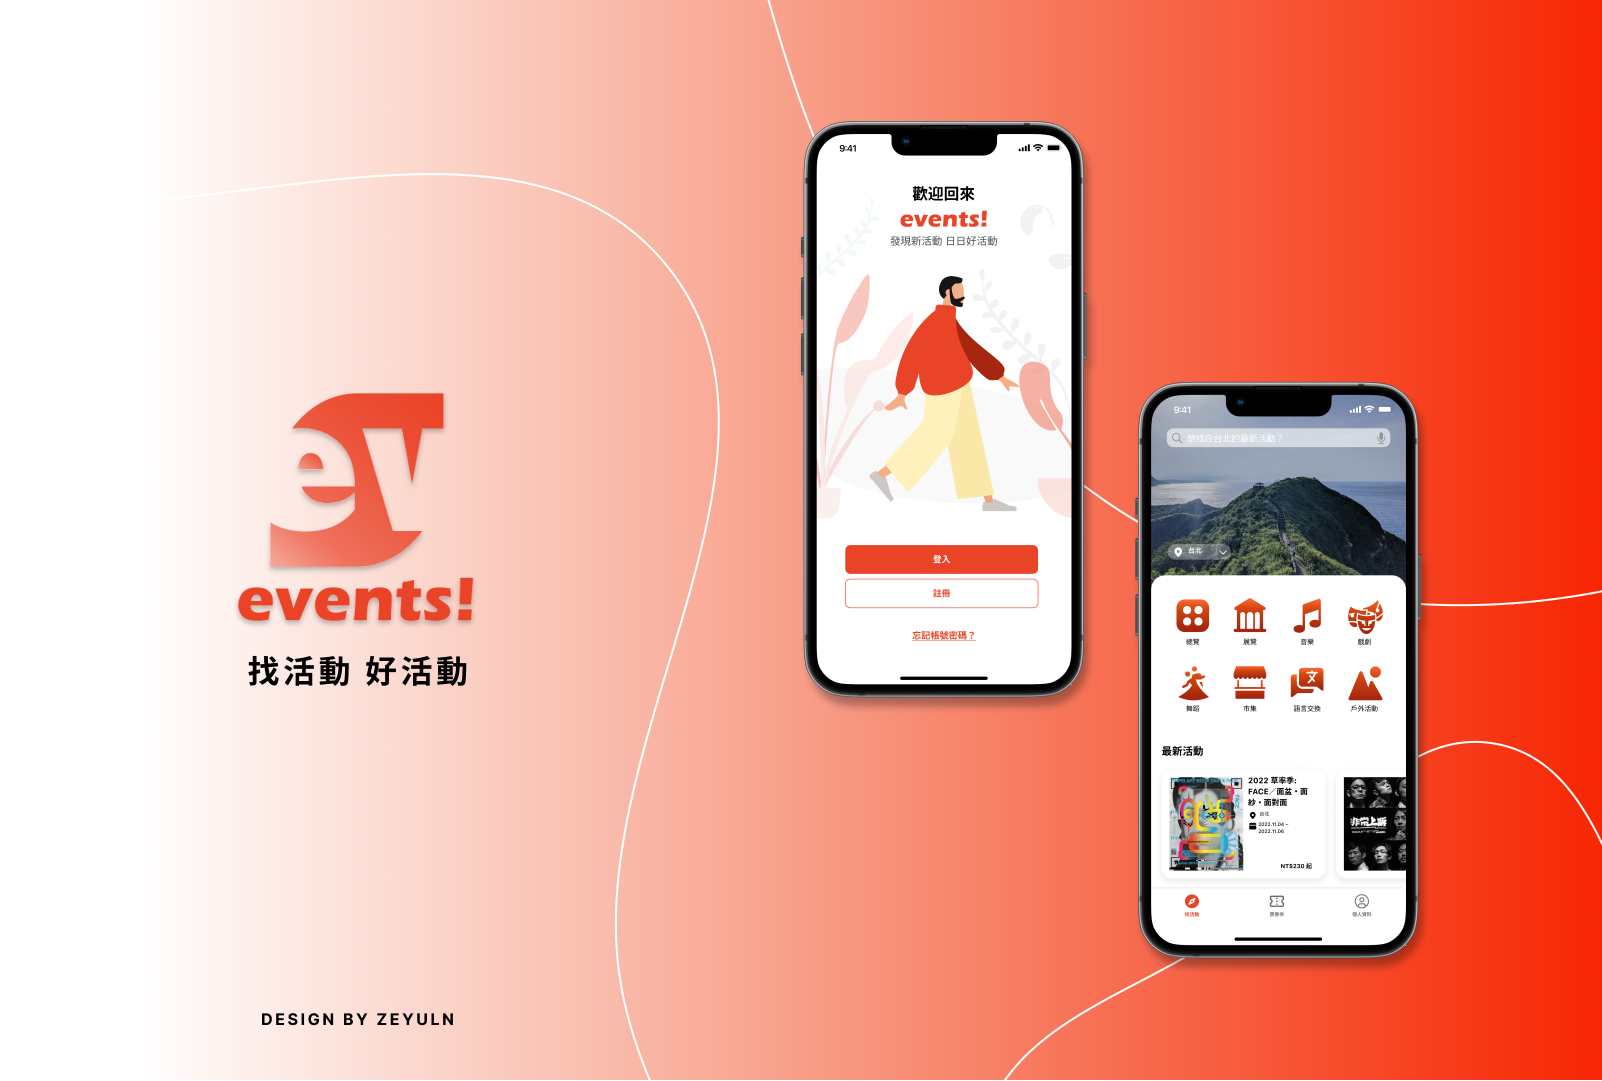 ev
events!
找活動 好活動
DESIGN BY ZEYULN
9:41
歡迎回來
events!
發現新活動 日日好活動
登入
註冊
忘記帳號密碼？
9:41
想找在台北的最新活動？
台北
總覽
展覽
音樂
戲劇
舞蹈
市集
語言交換
戶外活動
最新活動
2022 草率季:
FACE／面盆・面
紗・面對面
台北
2022.11.04 –
2022.11.06
NT$230 起
非常上訴
找活動
票券夾
個人資料